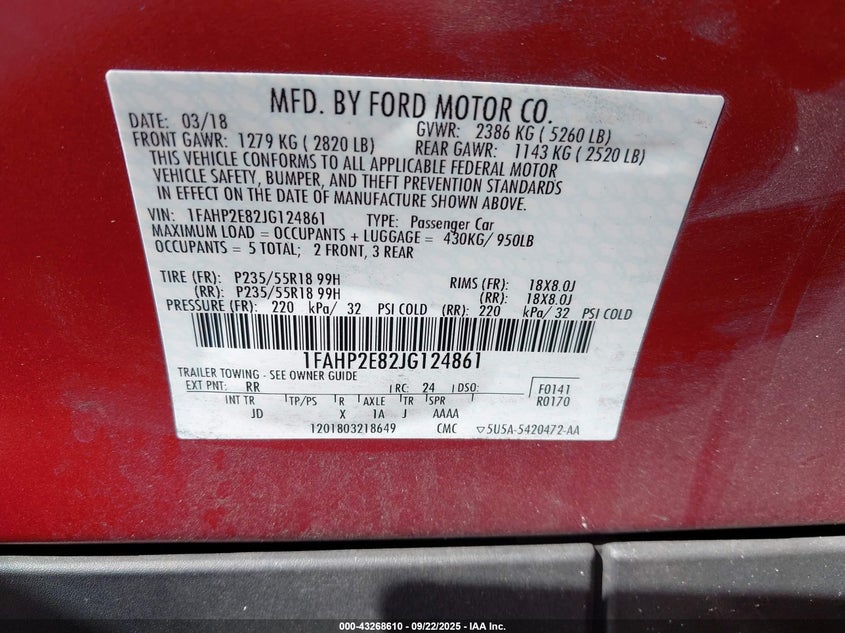 MFD. BY FORD MOTOR CO.
DATE: 03/18 GVWR: 2386 KG ( 5260 LB)
FRONT GAWR: 1279 KG ( 2820 LB) REAR GAWR: 1143 KG ( 2520 LB)
THIS VEHICLE CONFORMS TO ALL APPLICABLE FEDERAL MOTOR
VEHICLE SAFETY, BUMPER, AND THEFT PREVENTION STANDARDS
IN EFFECT ON THE DATE OF MANUFACTURE SHOWN ABOVE.
VIN: 1FAHP2E82JG124861 TYPE: Passenger Car
MAXIMUM LOAD = OCCUPANTS + LUGGAGE = 430KG/ 950LB
OCCUPANTS = 5 TOTAL; 2 FRONT, 3 REAR
TIRE (FR): P235/55R18 99H RIMS (FR): 18X8.0J
(RR): P235/55R18 99H (RR): 18X8.0J
PRESSURE (FR): 220 kPa/ 32 PSI COLD (RR): 220 kPa/ 32 PSI COLD
1FAHP2E82JG124861
TRAILER TOWING - SEE OWNER GUIDE
EXT PNT: RR RC: 24 DSO: F0141
INT TR TP/PS R AXLE TR SPR R0170
JD X 1A J AAAA
1201803218649 CMC ▽5U5A-5420472-AA
000-43268610 - 09/22/2025 - IAA Inc.